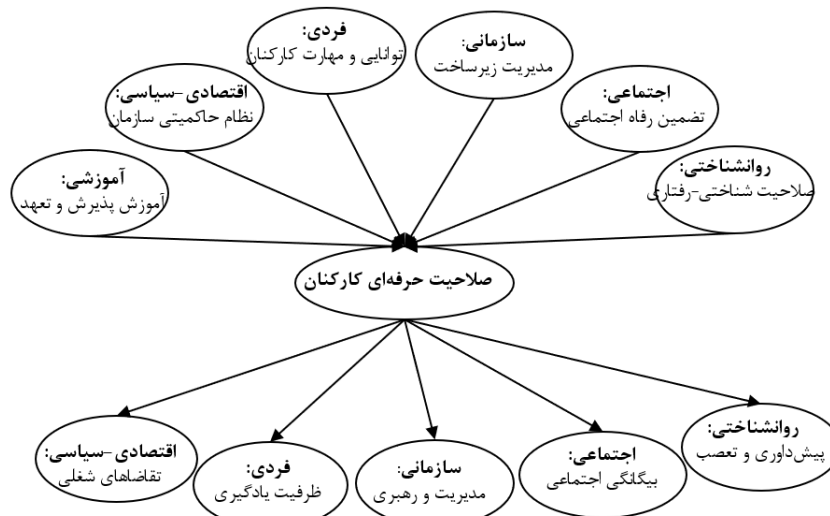 سازمانی:
مدیریت زیرساخت
فردی:
توانایی و مهارت کارکنان
اجتماعی:
تضمین رفاه اجتماعی
اقتصادی-سیاسی:
نظام حاکمیتی سازمان
روانشناختی:
صلاحیت شناختی-رفتاری
آموزشی:
آموزش پذیرش و تعهد
صلاحیت حرفه‌ای کارکنان
روانشناختی:
پیش‌داوری و تعصب
اجتماعی:
بیگانگی اجتماعی
سازمانی:
مدیریت و رهبری
فردی:
ظرفیت یادگیری
اقتصادی-سیاسی:
تقاضاهای شغلی